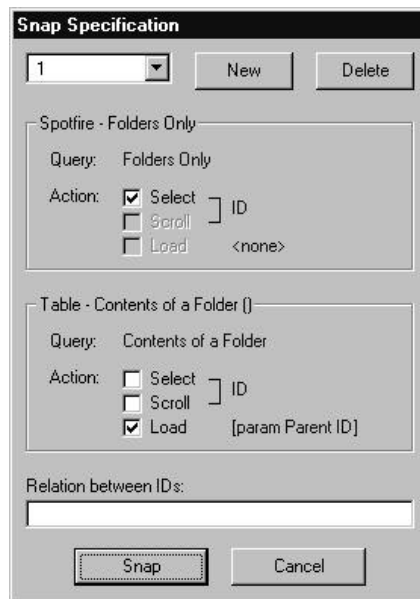 Snap Specification
1 New Delete
Spotfire - Folders Only
Query: Folders Only
Action: Select
ID
Scroll
Load <none>
Table - Contents of a Folder ()
Query: Contents of a Folder
Action: Select
ID
Scroll
Load [param Parent ID]
Relation between IDs:
Snap Cancel